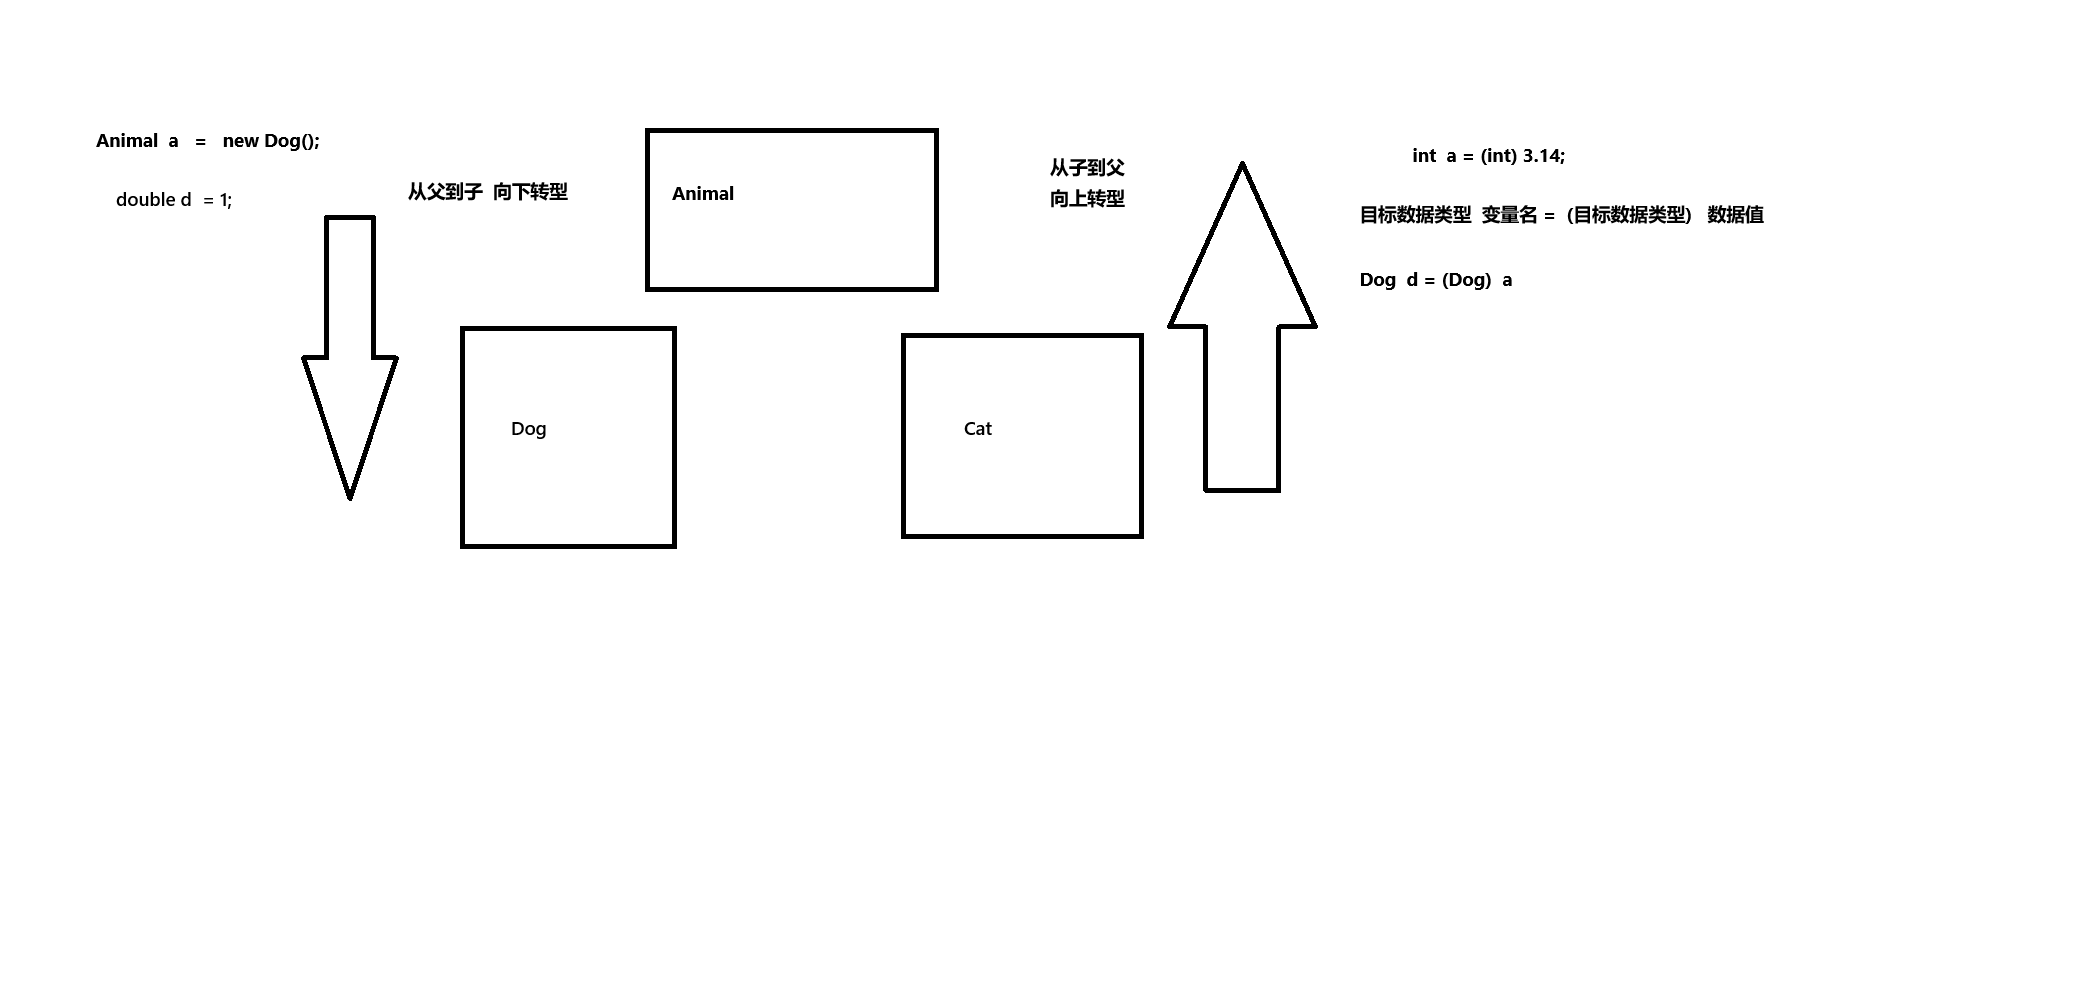 Animal  a   =   new Dog();
double d  = 1;
从父到子  向下转型
Animal
从子到父
向上转型
int  a = (int) 3.14;
目标数据类型  变量名 =  (目标数据类型)   数据值
Dog  d = (Dog)  a
Dog
Cat